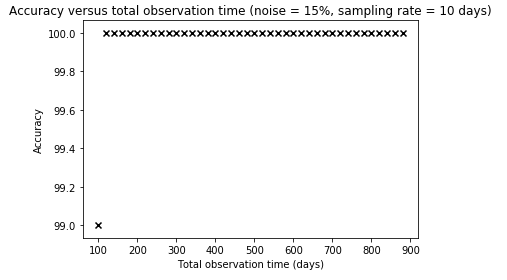 Accuracy versus total observation time (noise = 15%, sampling rate = 10 days)
100.0
99.8
99.6
99.4
99.2
99.0
Accuracy
100 200 300 400 500 600 700 800 900
Total observation time (days)